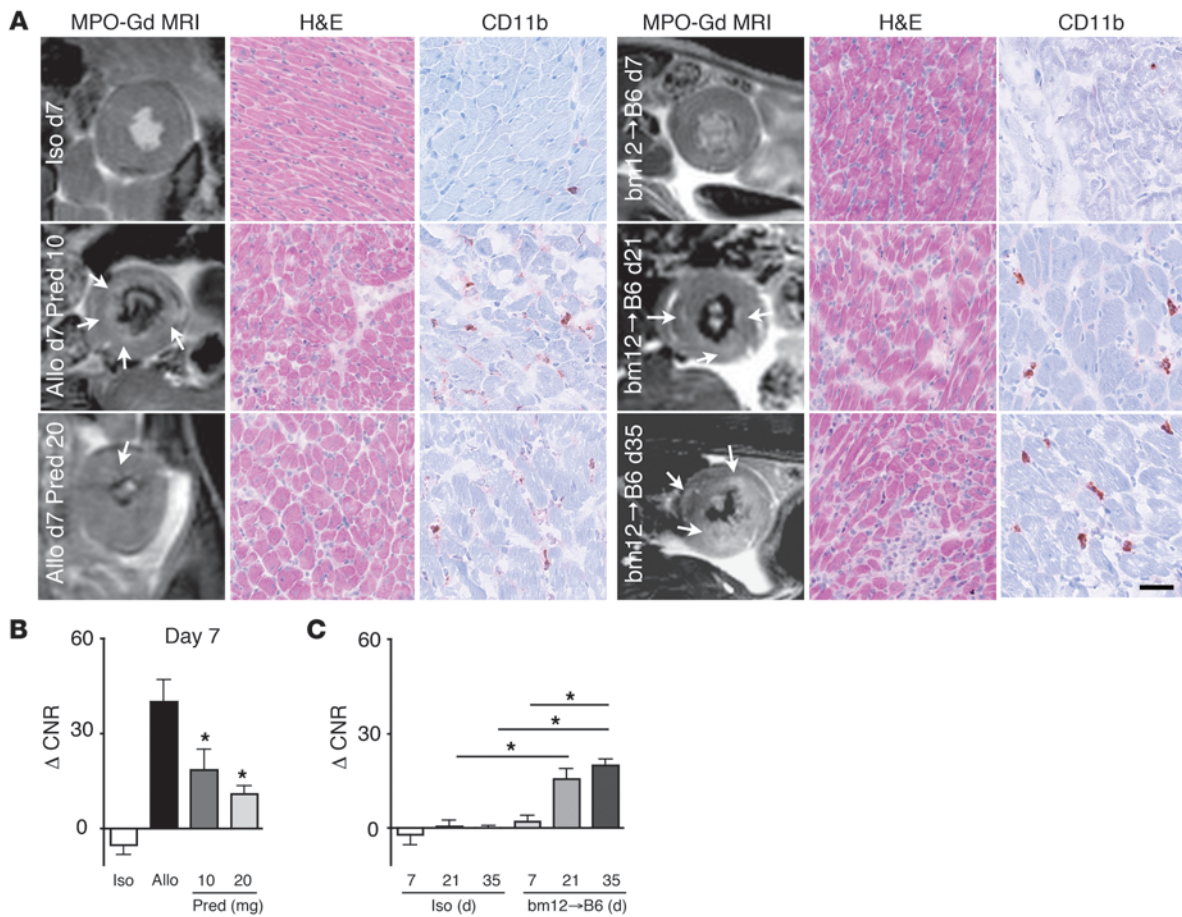 A
MPO-Gd MRI H&E CD11b MPO-Gd MRI H&E CD11b
Iso d7
Allo d7 Pred 10
Allo d7 Pred 20
bm12→B6 d7
bm12→B6 d21
bm12→B6 d35
B
Day 7
60
30
0
Δ CNR
* *
Iso Allo 10 20
Pred (mg)
C
60
30
0
Δ CNR
*
*
*
7 21 35 7 21 35
Iso (d) bm12→B6 (d)